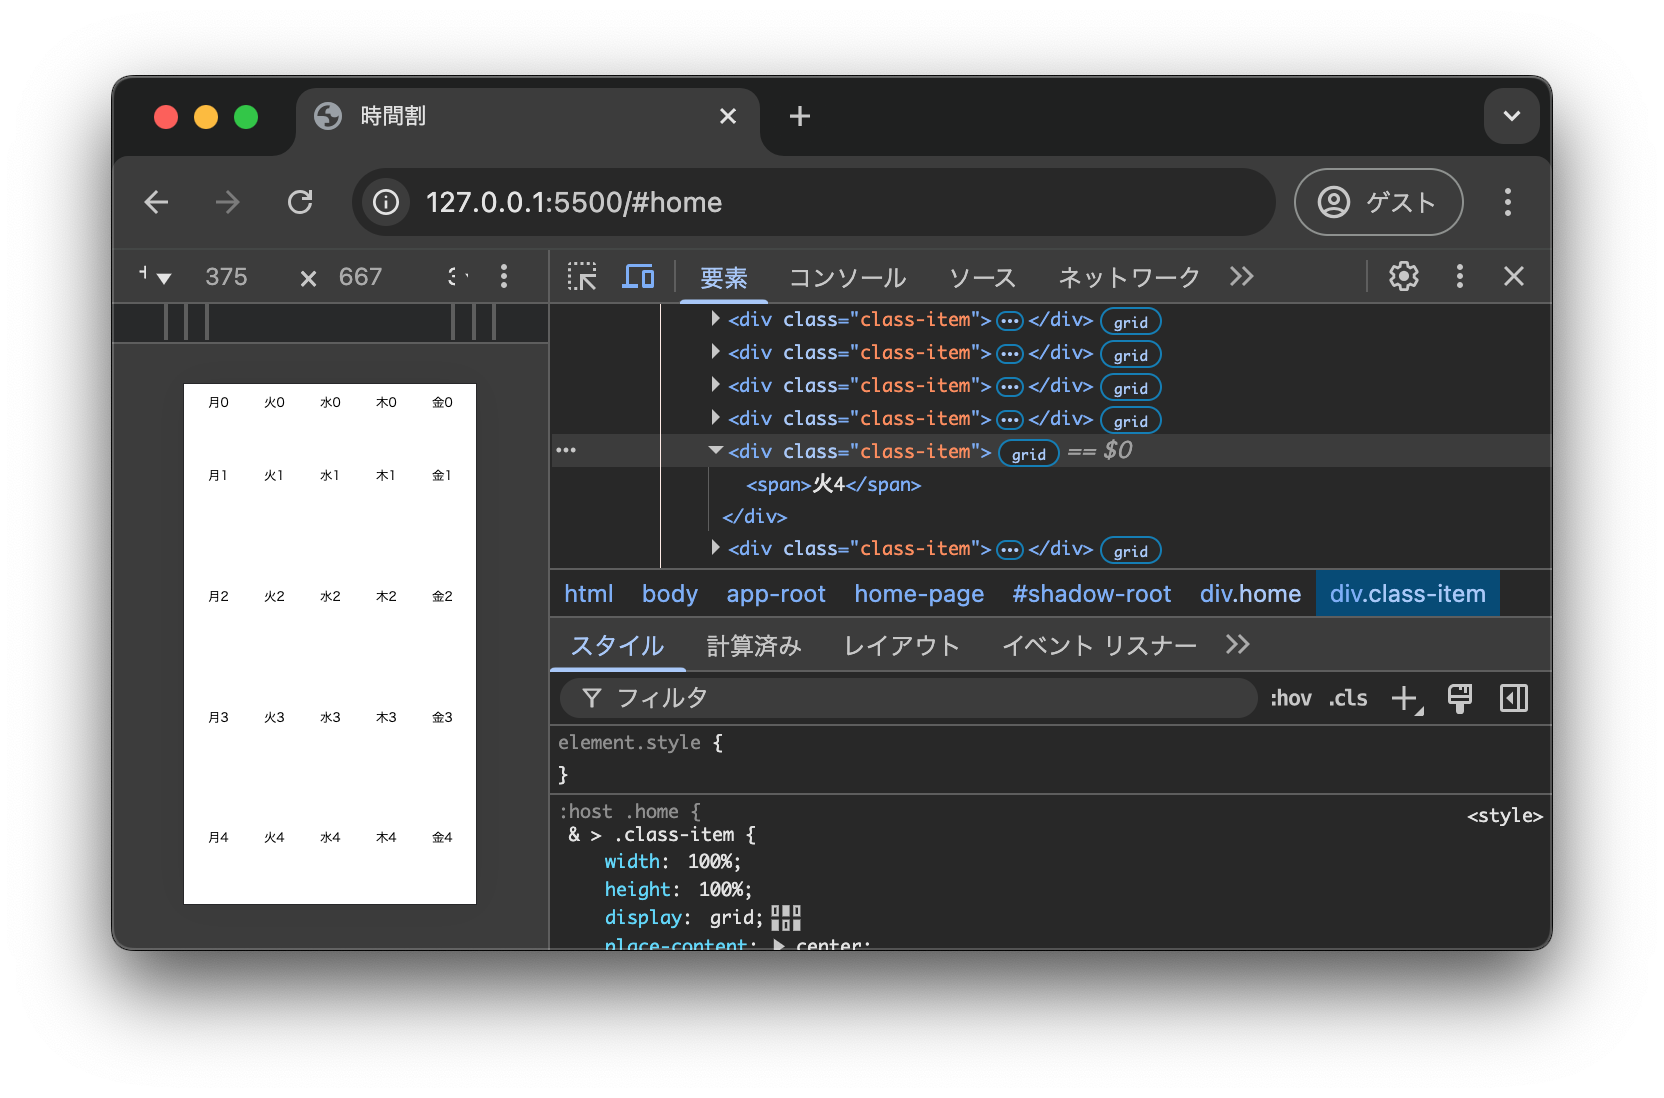 時間割
127.0.0.1:5500/#home
ゲスト
375 × 667
要素 コンソール ソース ネットワーク
月0 火0 水0 木0 金0
月1 火1 水1 木1 金1
月2 火2 水2 木2 金2
月3 火3 水3 木3 金3
月4 火4 水4 木4 金4
<div class="class-item">…</div> grid
<div class="class-item">…</div> grid
<div class="class-item">…</div> grid
<div class="class-item">…</div> grid
<div class="class-item"> grid == $0
<span>火4</span>
</div>
<div class="class-item">…</div> grid
html body app-root home-page #shadow-root div.home div.class-item
スタイル 計算済み レイアウト イベント リスナー
フィルタ :hov .cls
element.style {
}
:host .home { <style>
& > .class-item {
width: 100%;
height: 100%;
display: grid;
place-content: center;